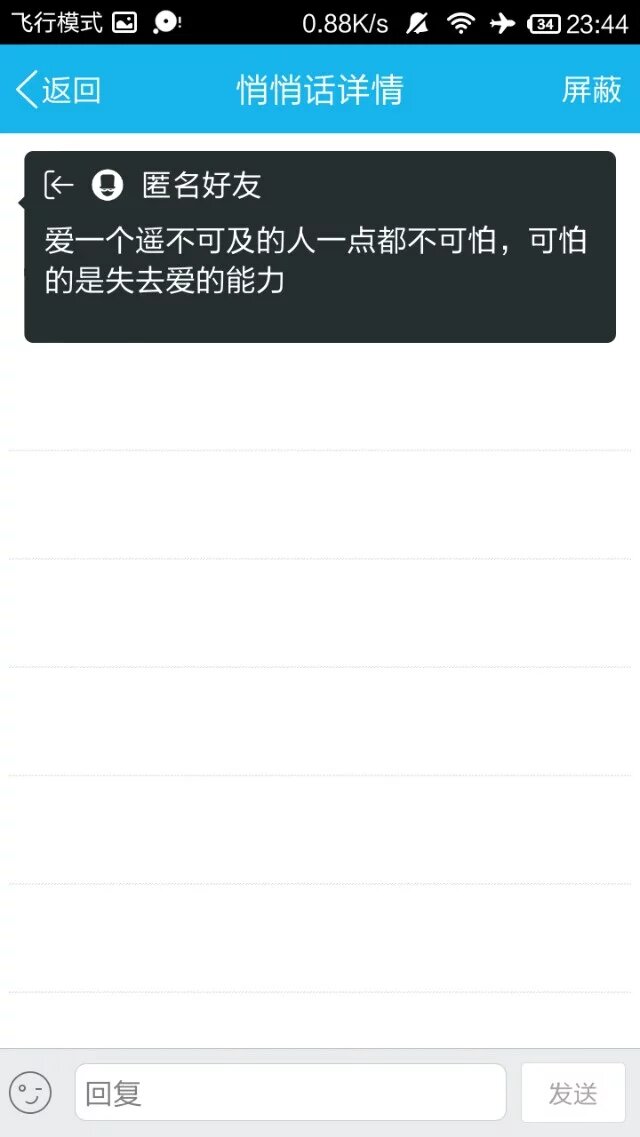 飞行模式 0.88K/s 34 23:44
返回 悄悄话详情 屏蔽
匿名好友
爱一个遥不可及的人一点都不可怕，可怕
的是失去爱的能力
回复 发送